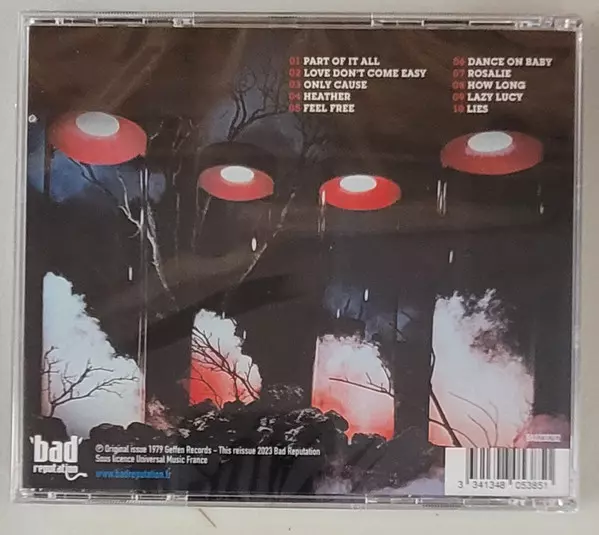 01 PART OF IT ALL
02 LOVE DON'T COME EASY
03 ONLY CAUSE
04 HEATHER
05 FEEL FREE
06 DANCE ON BABY
07 ROSALIE
08 HOW LONG
09 LAZY LUCY
10 LIES
'bad'
reputation
℗ Original issue 1979 Geffen Records – This reissue 2023 Bad Reputation
Sous licence Universal Music France
www.badreputation.fr
3 341348 053851